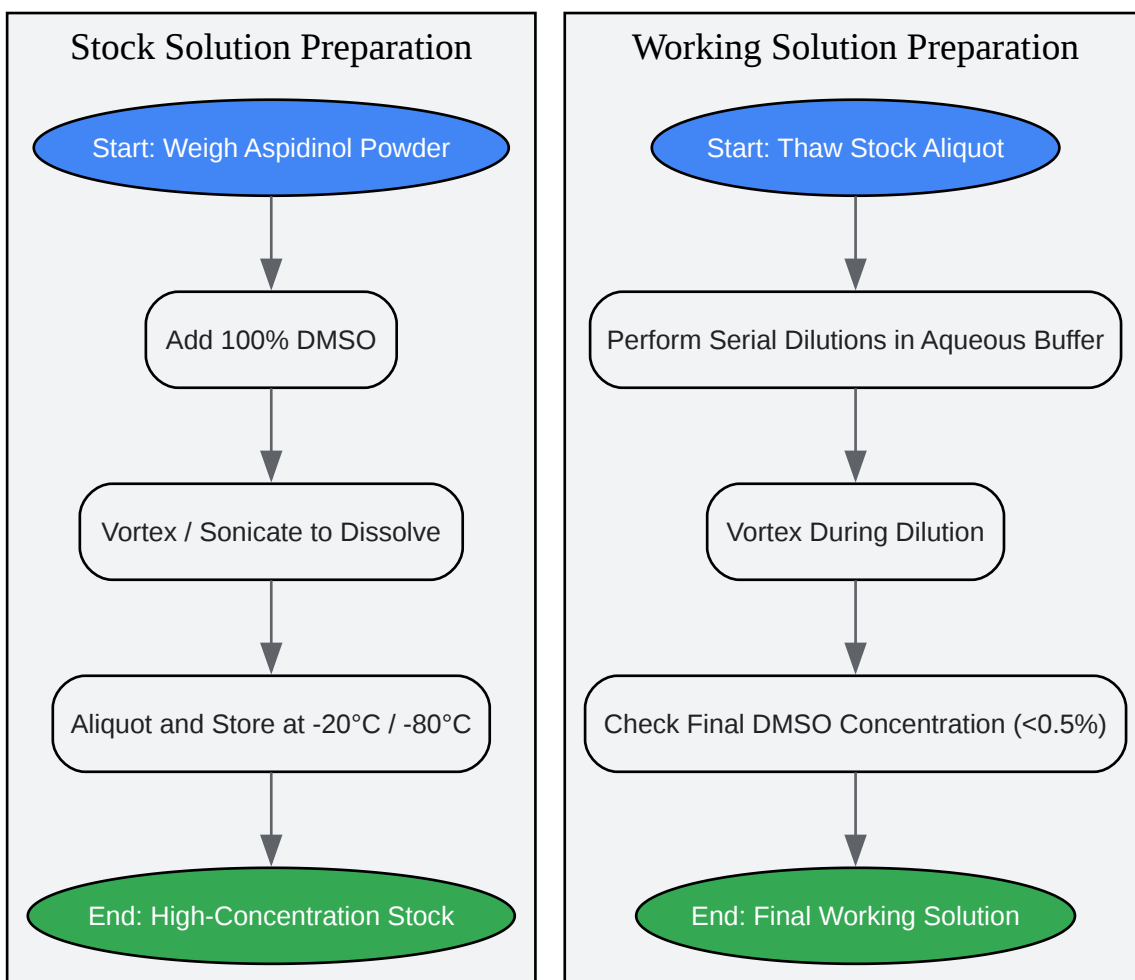 Stock Solution Preparation
Start: Weigh Aspidinol Powder
Add 100% DMSO
Vortex / Sonicate to Dissolve
Aliquot and Store at -20°C / -80°C
End: High-Concentration Stock
Working Solution Preparation
Start: Thaw Stock Aliquot
Perform Serial Dilutions in Aqueous Buffer
Vortex During Dilution
Check Final DMSO Concentration (<0.5%)
End: Final Working Solution